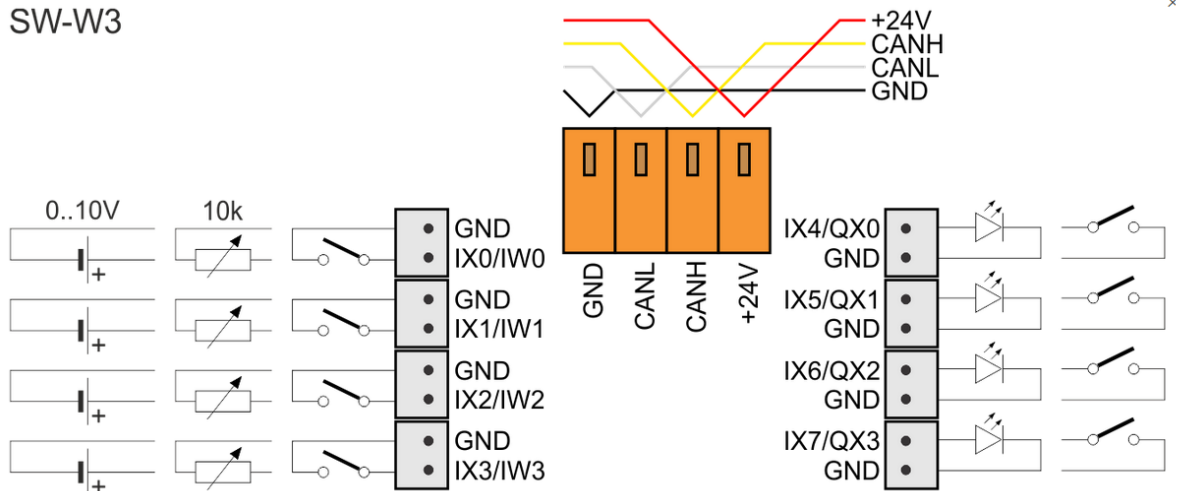 SW-W3
+24V
CANH
CANL
GND
0..10V
10k
GND
IX0/IW0
GND
IX1/IW1
GND
IX2/IW2
GND
IX3/IW3
GND
CANL
CANH
+24V
IX4/QX0
GND
IX5/QX1
GND
IX6/QX2
GND
IX7/QX3
GND
+
+
+
+